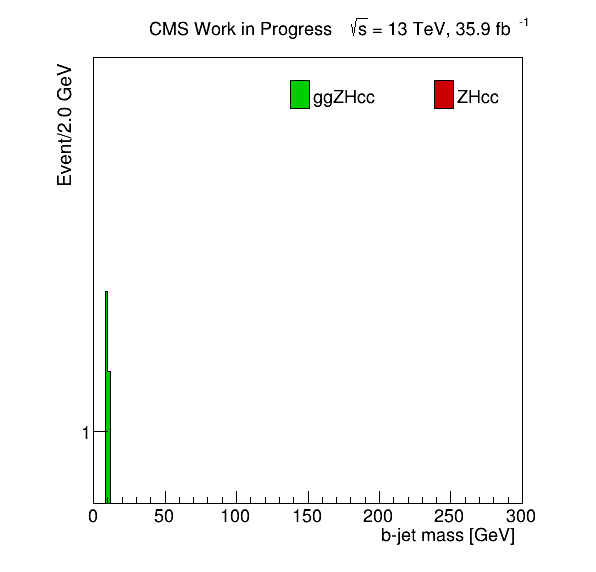 CMS Work in Progress √s = 13 TeV, 35.9 fb -1
Event/2.0 GeV
ggZHcc
ZHcc
1
0 50 100 150 200 250 300
b-jet mass [GeV]